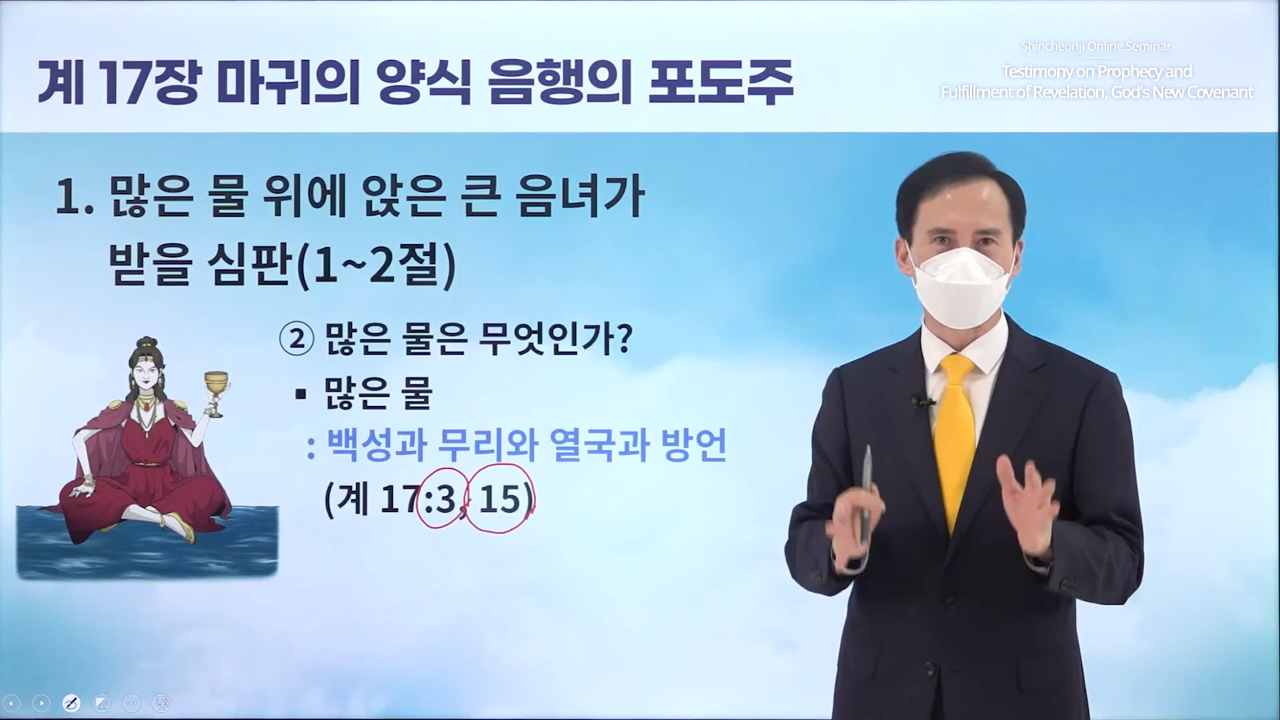 계 17장 마귀의 양식 음행의 포도주
Shincheonji Online Seminar
Testimony on Prophecy and
Fulfillment of Revelation, God's New Covenant
1. 많은 물 위에 앉은 큰 음녀가
받을 심판(1~2절)
② 많은 물은 무엇인가?
▪ 많은 물
: 백성과 무리와 열국과 방언
(계 17:3, 15)